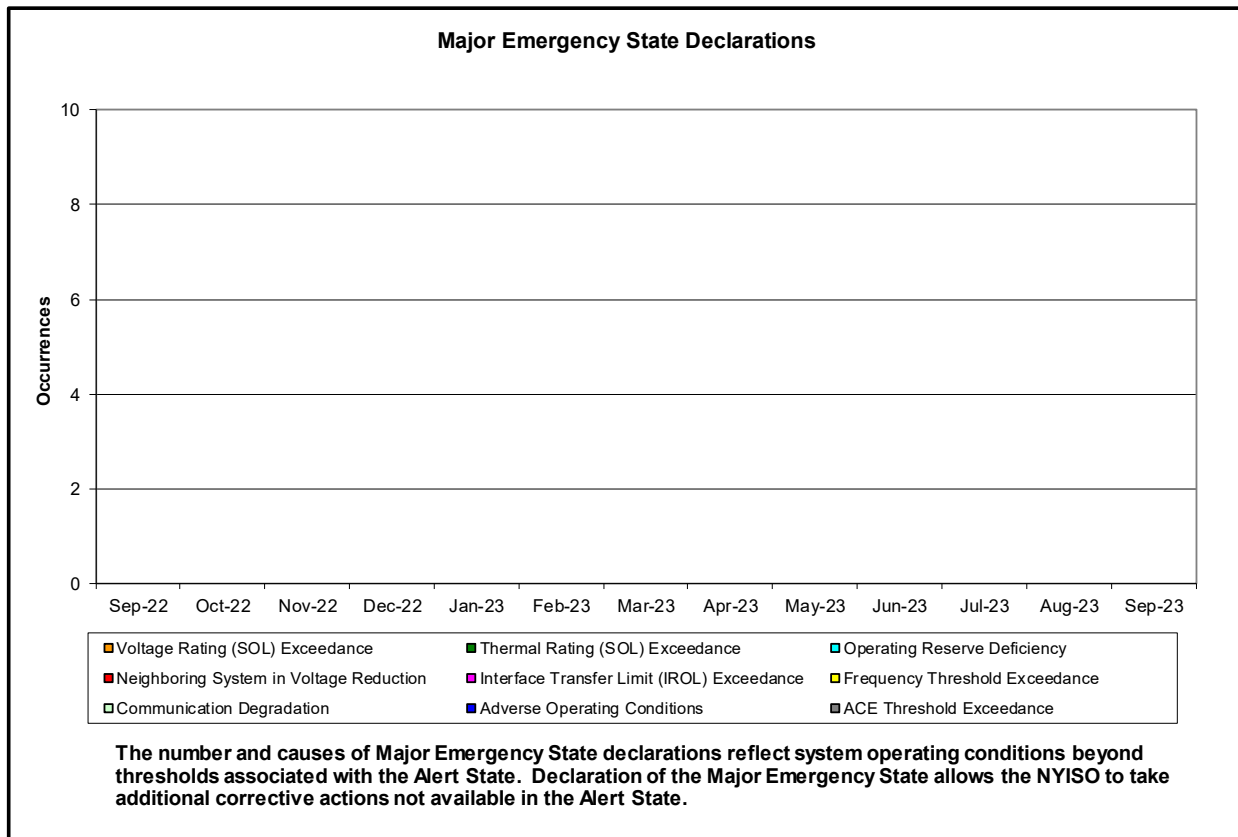 Major Emergency State Declarations
10
8
6
4
2
0
Occurrences
Sep-22 Oct-22 Nov-22 Dec-22 Jan-23 Feb-23 Mar-23 Apr-23 May-23 Jun-23 Jul-23 Aug-23 Sep-23
Voltage Rating (SOL) Exceedance Thermal Rating (SOL) Exceedance Operating Reserve Deficiency
Neighboring System in Voltage Reduction Interface Transfer Limit (IROL) Exceedance Frequency Threshold Exceedance
Communication Degradation Adverse Operating Conditions ACE Threshold Exceedance
The number and causes of Major Emergency State declarations reflect system operating conditions beyond
thresholds associated with the Alert State. Declaration of the Major Emergency State allows the NYISO to take
additional corrective actions not available in the Alert State.